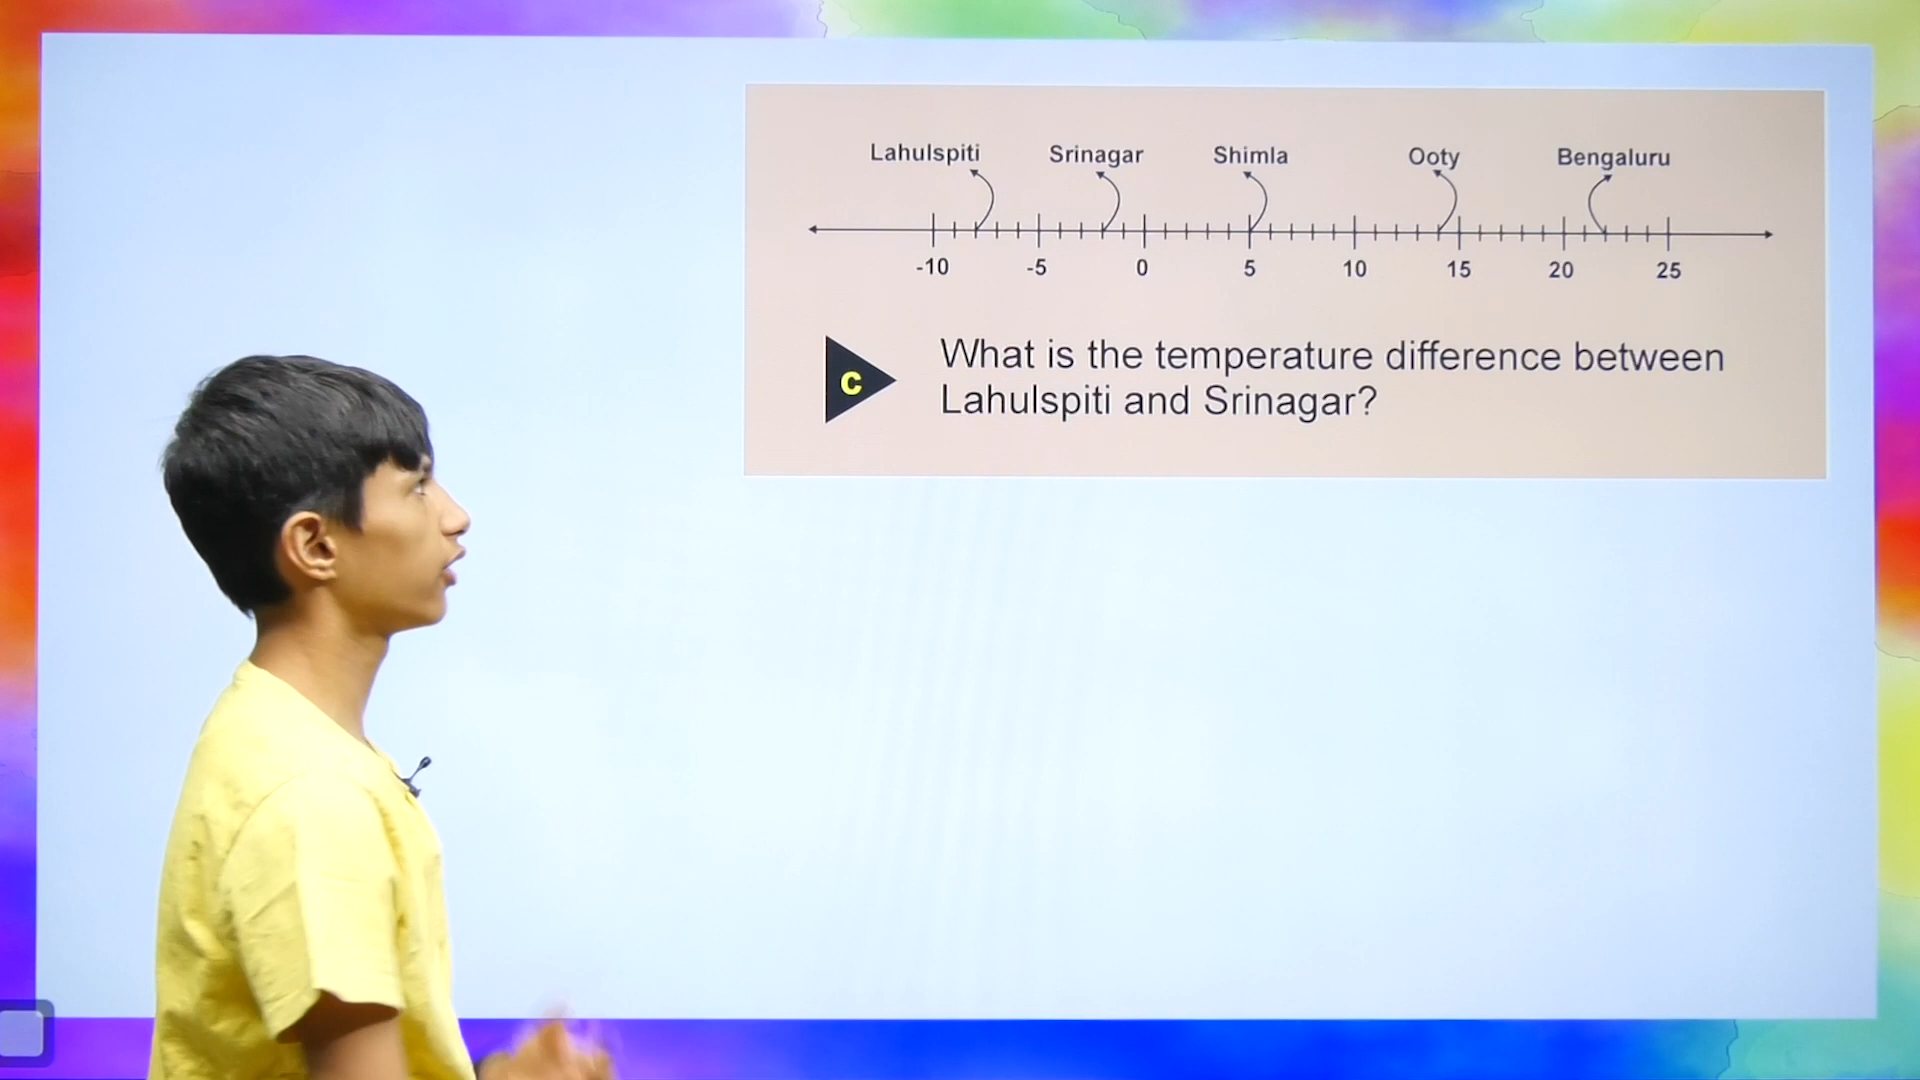 Lahulspiti Srinagar Shimla Ooty Bengaluru
-10 -5 0 5 10 15 20 25
C What is the temperature difference between
Lahulspiti and Srinagar?